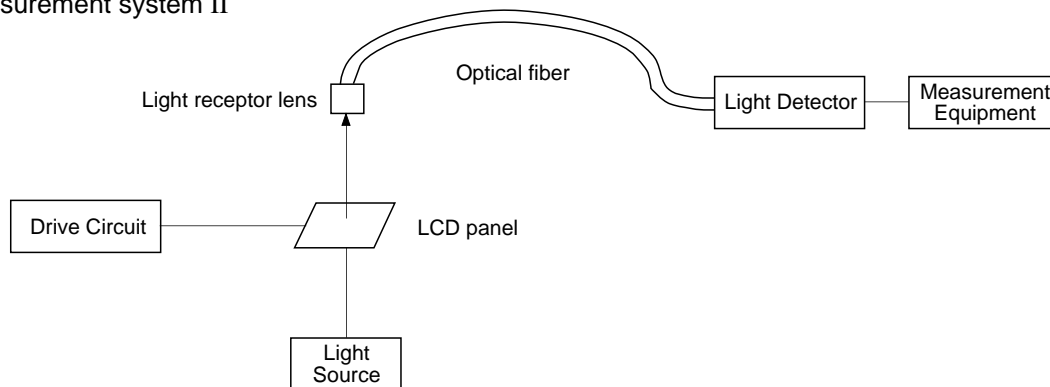 surement system II
Optical fiber
Light receptor lens
Light Detector
Measurement
Equipment
Drive Circuit
LCD panel
Light
Source